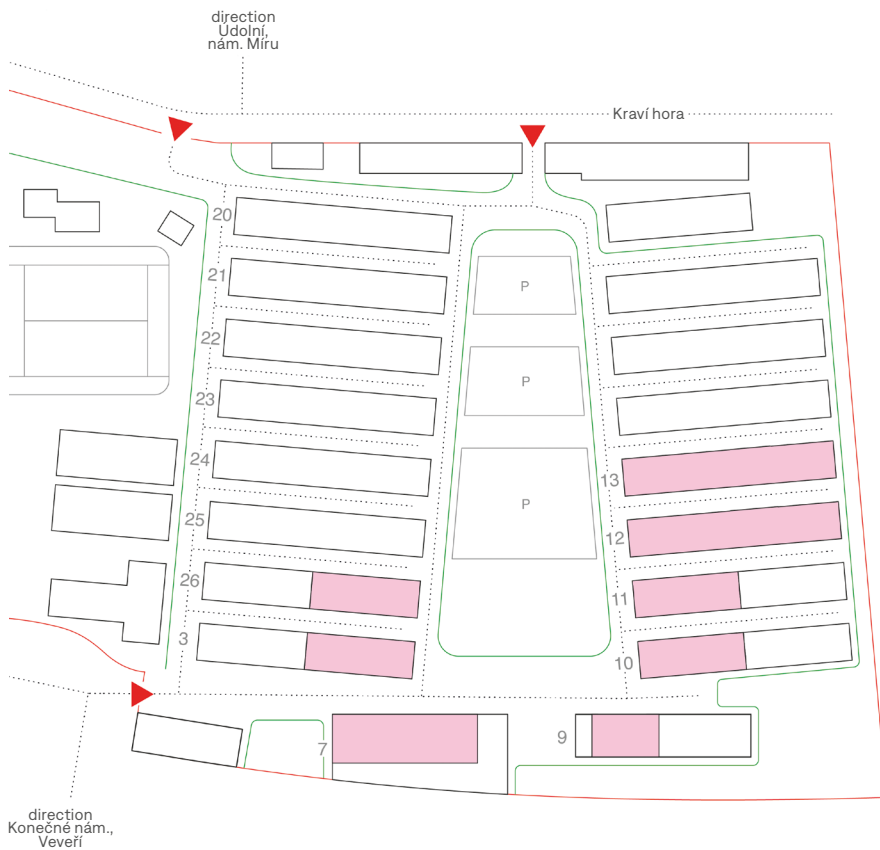 direction
Údolní,
nám. Míru
Kraví hora
20
21
P
22
P
23
24
13
P
25
12
26
11
3
10
7
9
direction
Konečné nám.,
Veveří